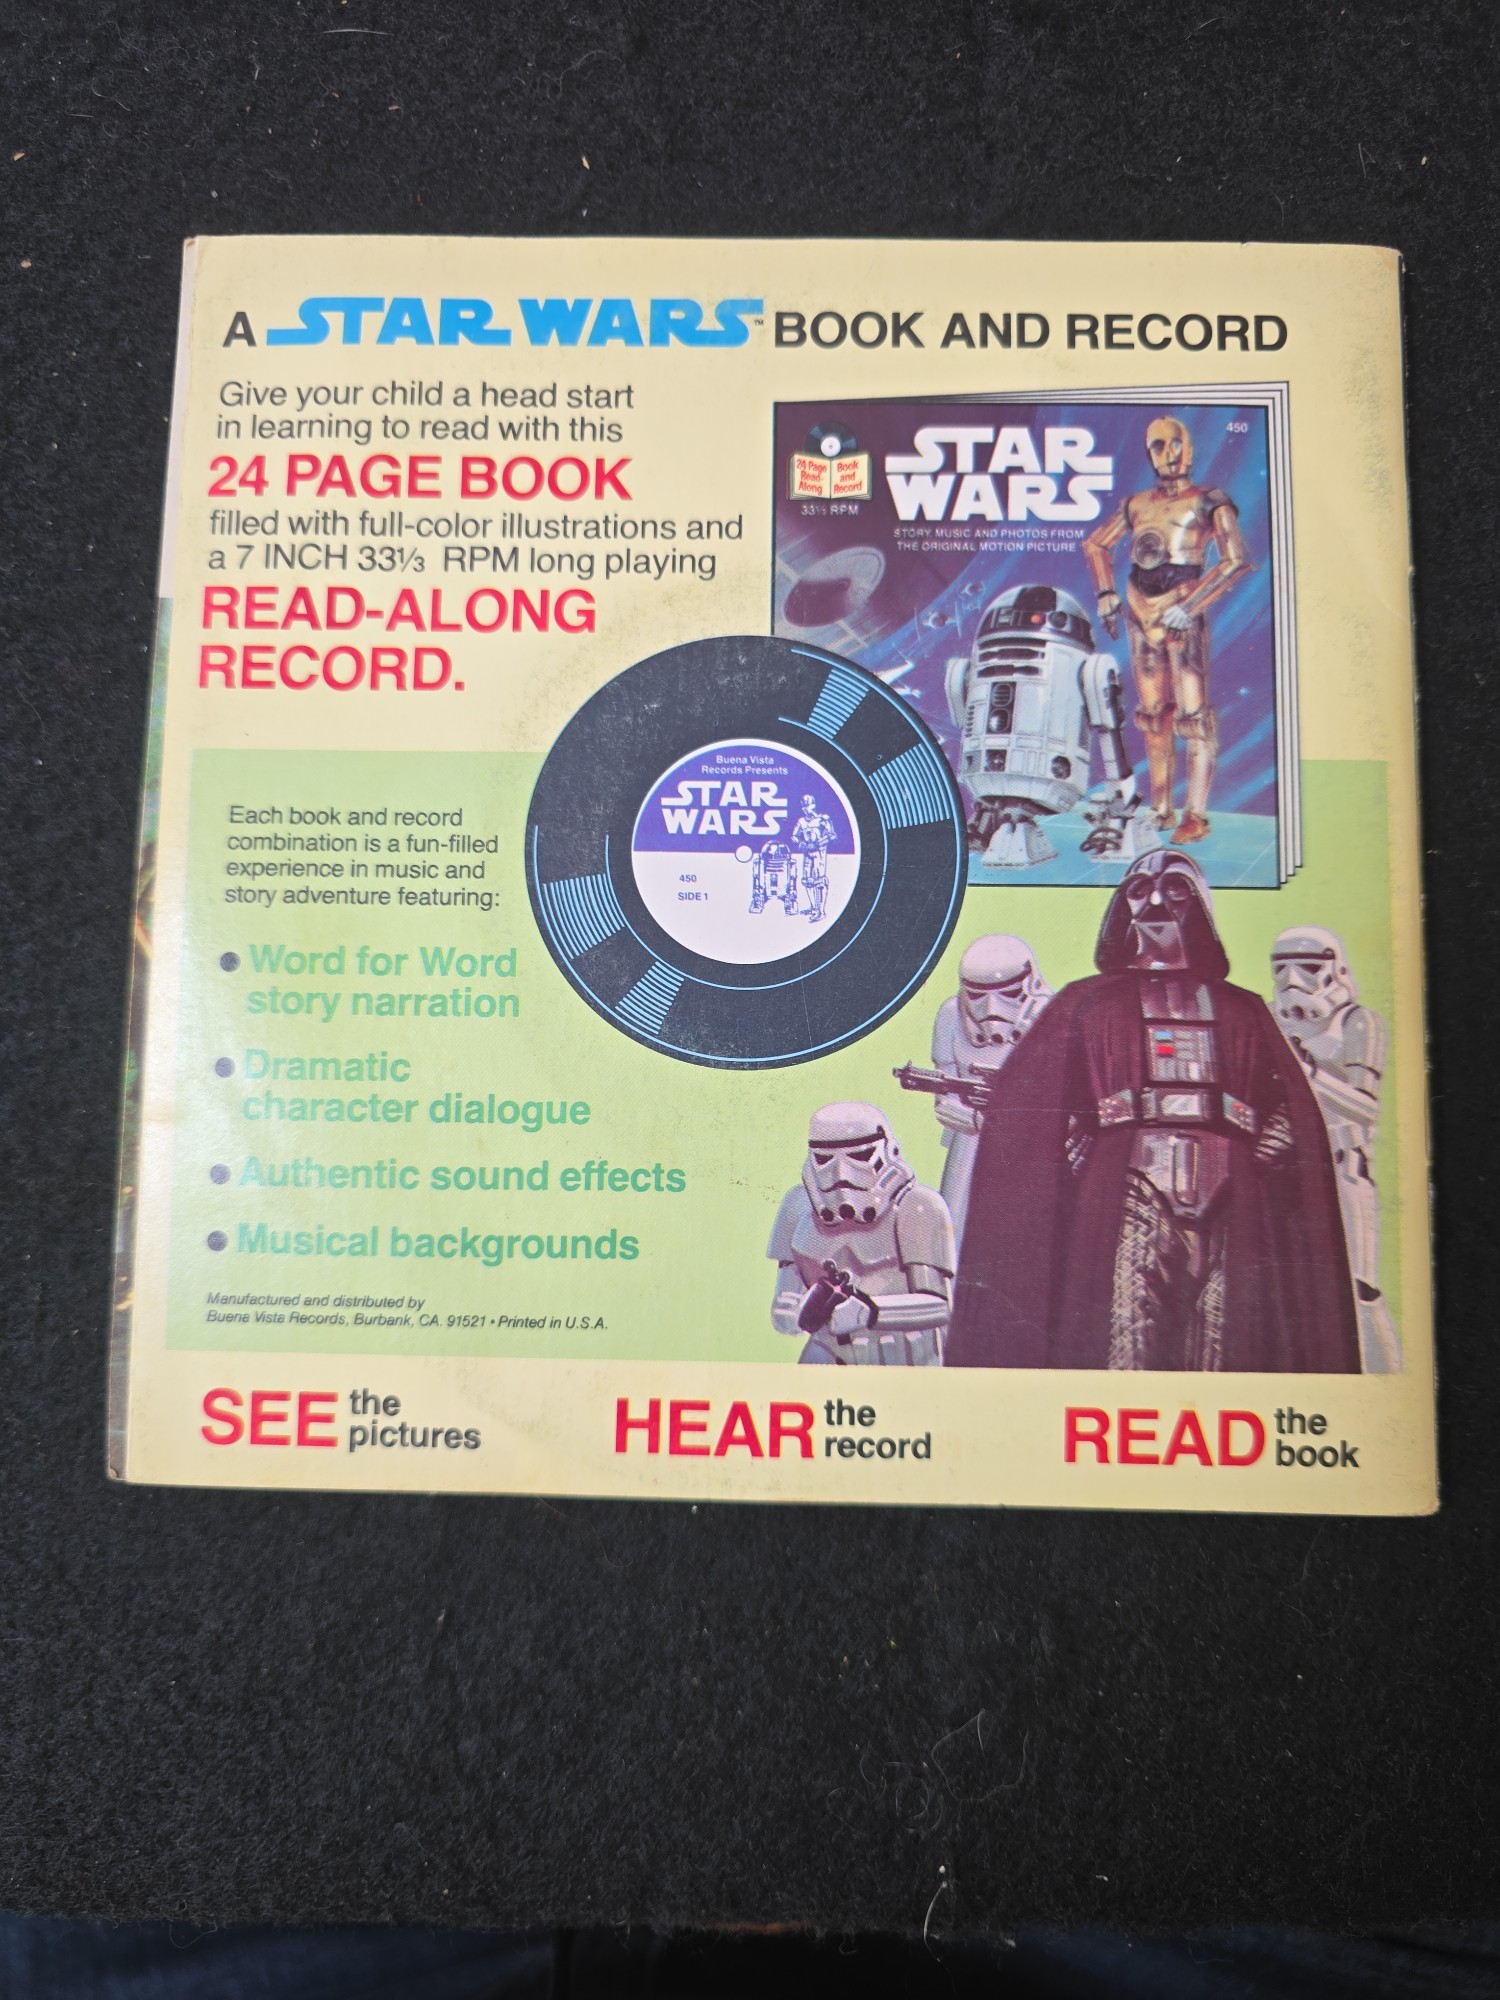 A STAR WARS™ BOOK AND RECORD
Give your child a head start
in learning to read with this
24 PAGE BOOK
filled with full-color illustrations and
a 7 INCH 33⅓ RPM long playing
READ-ALONG
RECORD.
450
24 Page
Read-
Along
Book
and
Record
33⅓ RPM
STAR
WARS
STORY, MUSIC AND PHOTOS FROM
THE ORIGINAL MOTION PICTURE
Buena Vista
Records Presents
STAR
WARS
450
SIDE 1
Each book and record
combination is a fun-filled
experience in music and
story adventure featuring:
• Word for Word
story narration
• Dramatic
character dialogue
• Authentic sound effects
• Musical backgrounds
Manufactured and distributed by
Buena Vista Records, Burbank, CA. 91521 • Printed in U.S.A.
SEE the
pictures
HEAR the
record
READ the
book